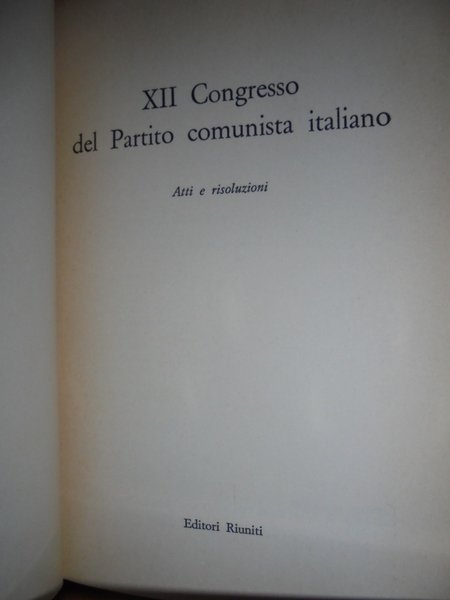 XII Congresso
del Partito comunista italiano
Atti e risoluzioni
Editori Riuniti